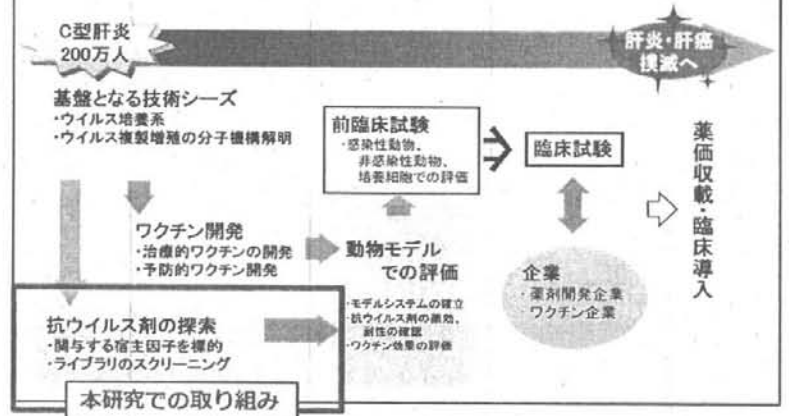 C型肝炎
200万人
肝炎・肝癌
撲滅へ
基盤となる技術シーズ
・ウイルス培養系
・ウイルス複製増殖の分子機構解明
前臨床試験
・感染性動物、
非感染性動物、
培養細胞での評価
臨床試験
薬価収載・臨床導入
ワクチン開発
・治療的ワクチンの開発
・予防的ワクチン開発
動物モデル
での評価
・モデルシステムの確立
・抗ウイルス剤の薬効、
耐性の確認
・ワクチン効果の評価
企業
・薬剤開発企業
・ワクチン企業
抗ウイルス剤の探索
・関与する宿主因子を標的
・ライブラリのスクリーニング
本研究での取り組み